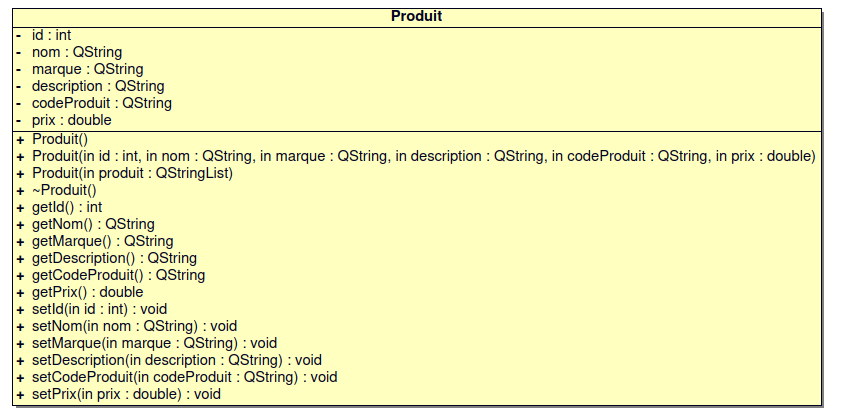 Produit
- id : int
- nom : QString
- marque : QString
- description : QString
- codeProduit : QString
- prix : double
+ Produit()
+ Produit(in id : int, in nom : QString, in marque : QString, in description : QString, in codeProduit : QString, in prix : double)
+ Produit(in produit : QStringList)
+ ~Produit()
+ getId() : int
+ getNom() : QString
+ getMarque() : QString
+ getDescription() : QString
+ getCodeProduit() : QString
+ getPrix() : double
+ setId(in id : int) : void
+ setNom(in nom : QString) : void
+ setMarque(in marque : QString) : void
+ setDescription(in description : QString) : void
+ setCodeProduit(in codeProduit : QString) : void
+ setPrix(in prix : double) : void